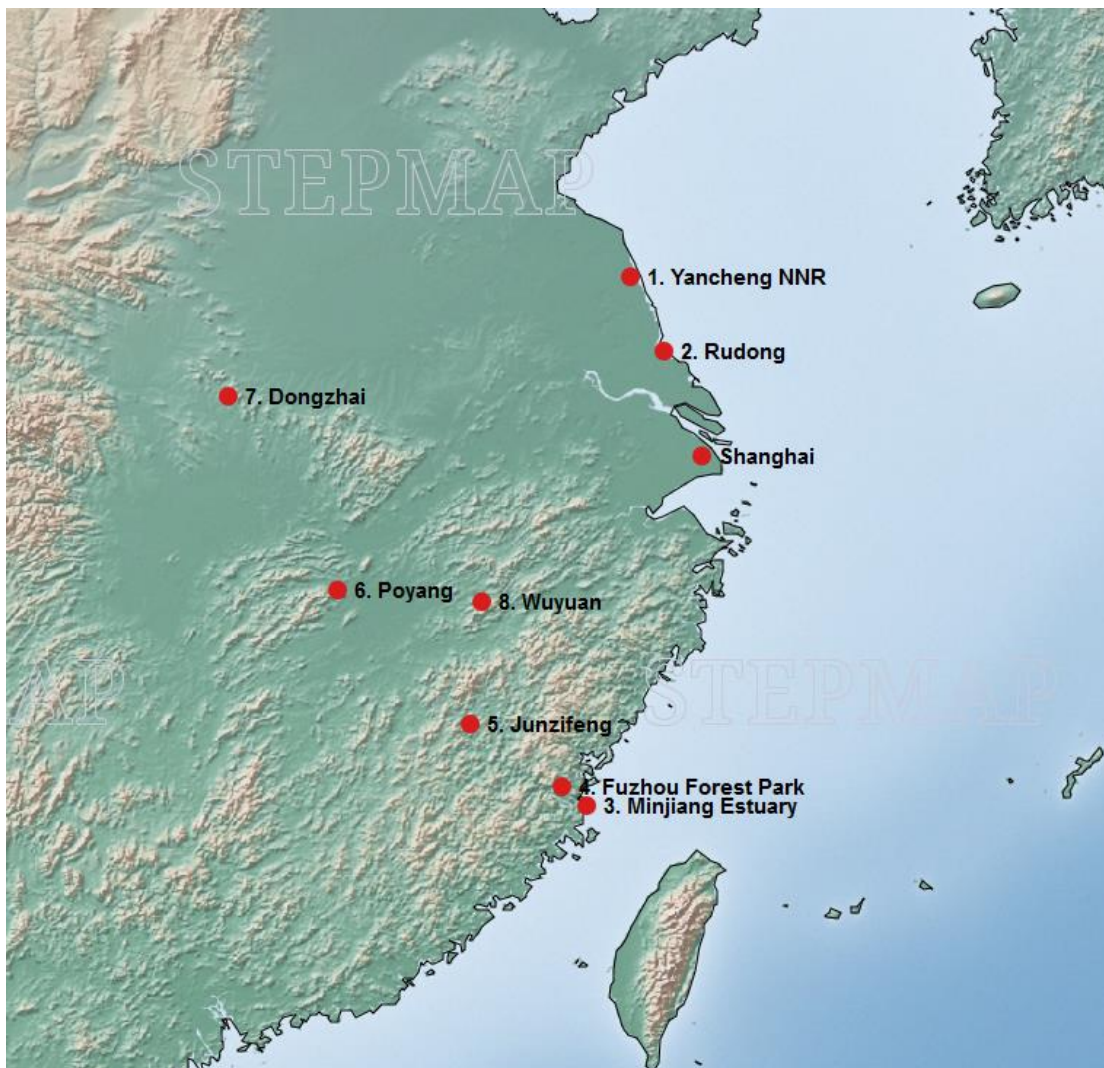 STEPMAP
1. Yancheng NNR
2. Rudong
7. Dongzhai
Shanghai
6. Poyang
8. Wuyuan
AP
STEPMAP
5. Junzifeng
4. Fuzhou Forest Park
3. Minjiang Estuary